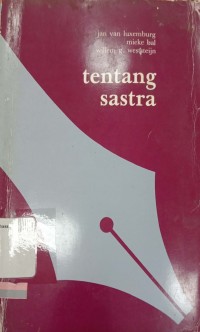 jan van luxemburg
mieke bal
willem g. weststeijn
tentang
sastra